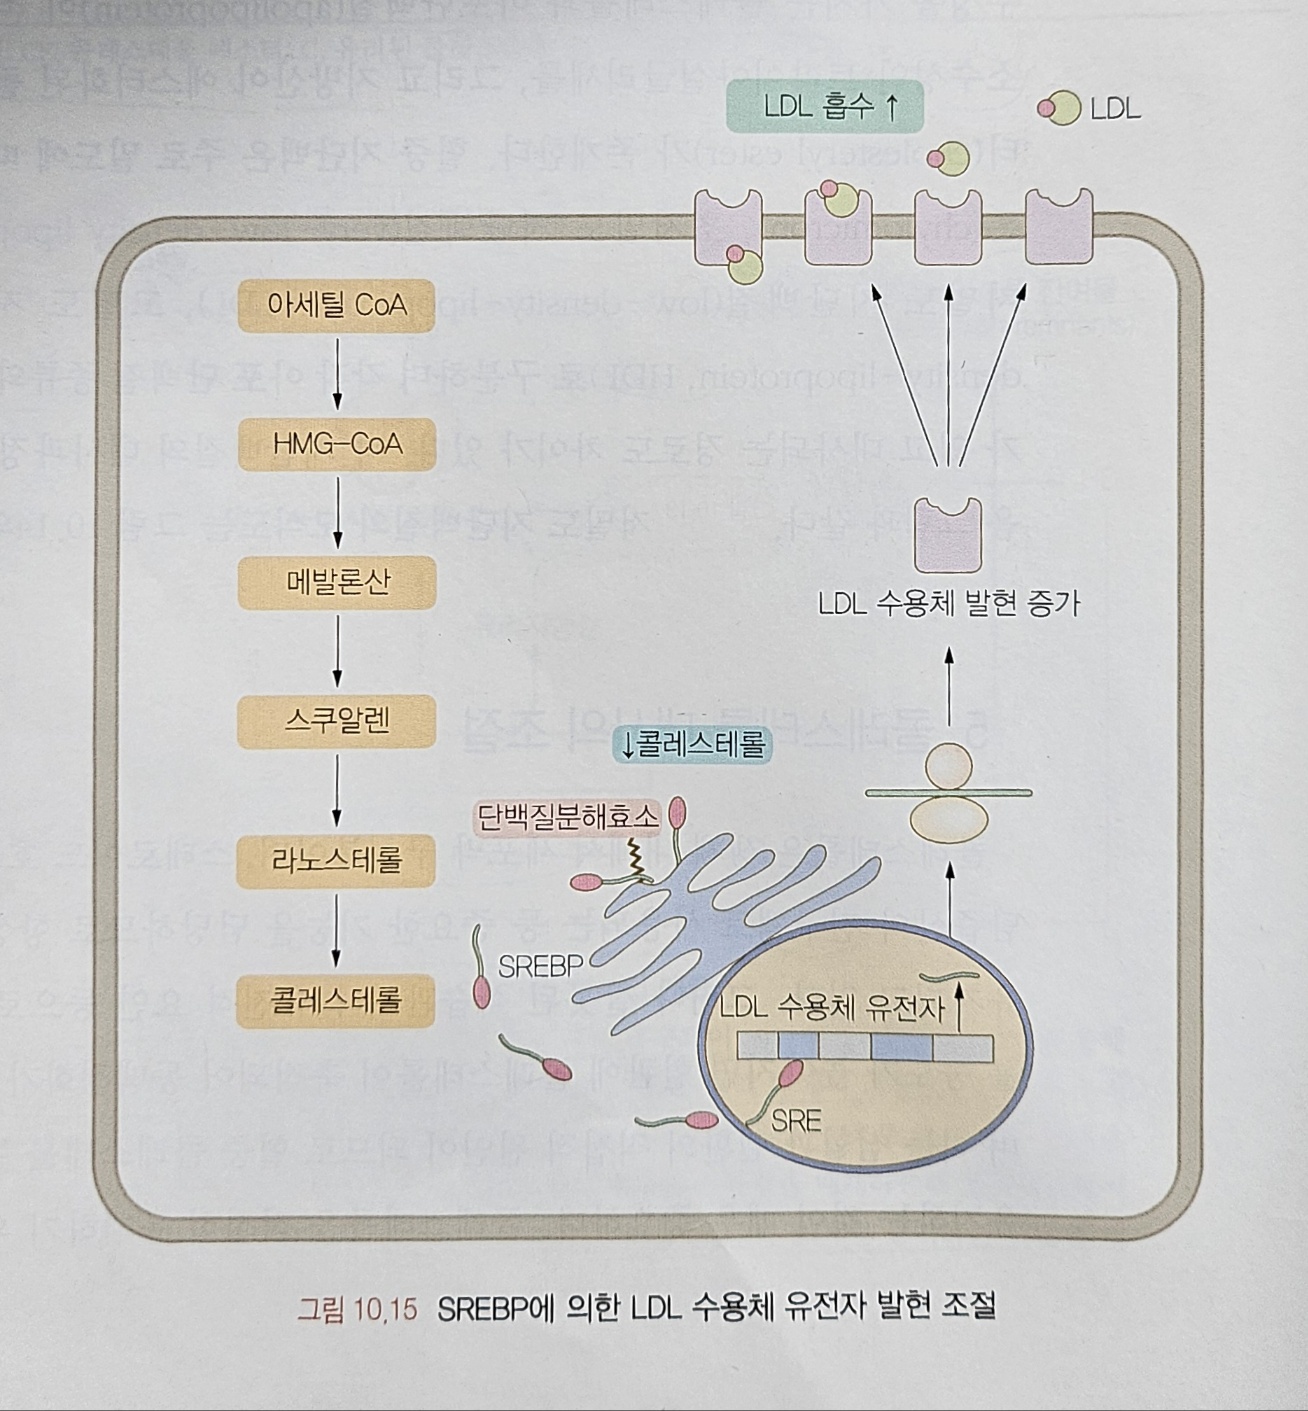 LDL 흡수 ↑
LDL
아세틸 CoA
HMG-CoA
메발론산
스쿠알렌
라노스테롤
콜레스테롤
LDL 수용체 발현 증가
↓콜레스테롤
단백질분해효소
SREBP
LDL 수용체 유전자
SRE
그림 10.15 SREBP에 의한 LDL 수용체 유전자 발현 조절